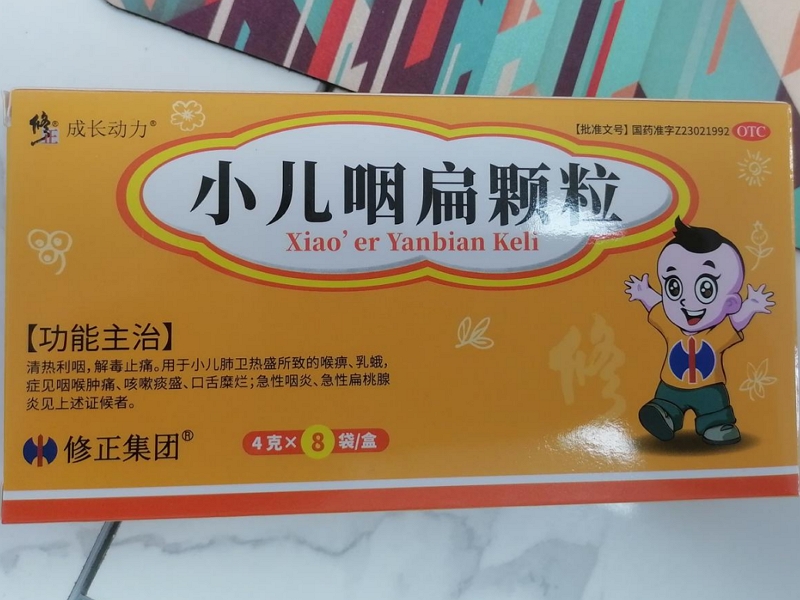 修正® 成长动力®
【批准文号】国药准字Z23021992 OTC
小儿咽扁颗粒
Xiao'er Yanbian Keli
【功能主治】
清热利咽，解毒止痛。用于小儿肺卫热盛所致的喉痹、乳蛾，
症见咽喉肿痛、咳嗽痰盛、口舌糜烂；急性咽炎、急性扁桃腺
炎见上述证候者。
修
修正集团®
4克×8袋/盒